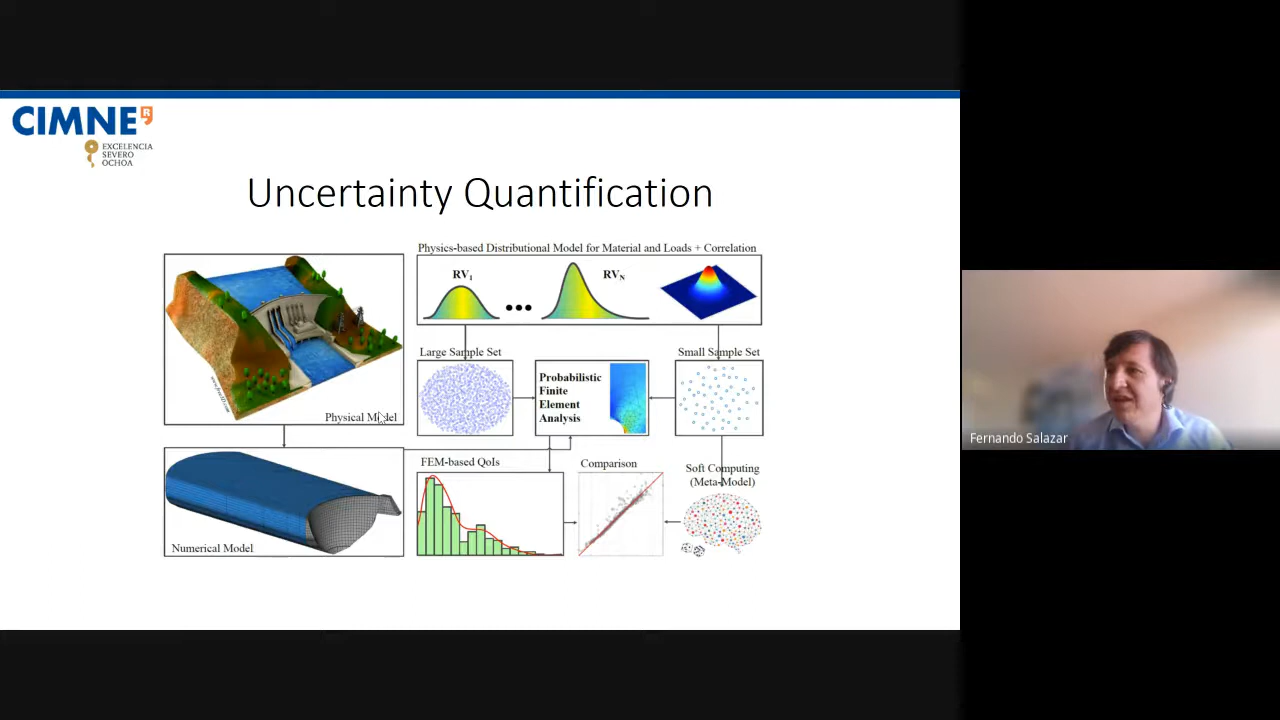 CIMNE
R
EXCELENCIA
SEVERO
OCHOA
Uncertainty Quantification
Physics-based Distributional Model for Material and Loads + Correlation
RV1
RVN
Physical Model
Large Sample Set
Small Sample Set
Probabilistic
Finite
Element
Analysis
Numerical Model
FEM-based QoIs
Comparison
Soft Computing
(Meta-Model)
Fernando Salazar